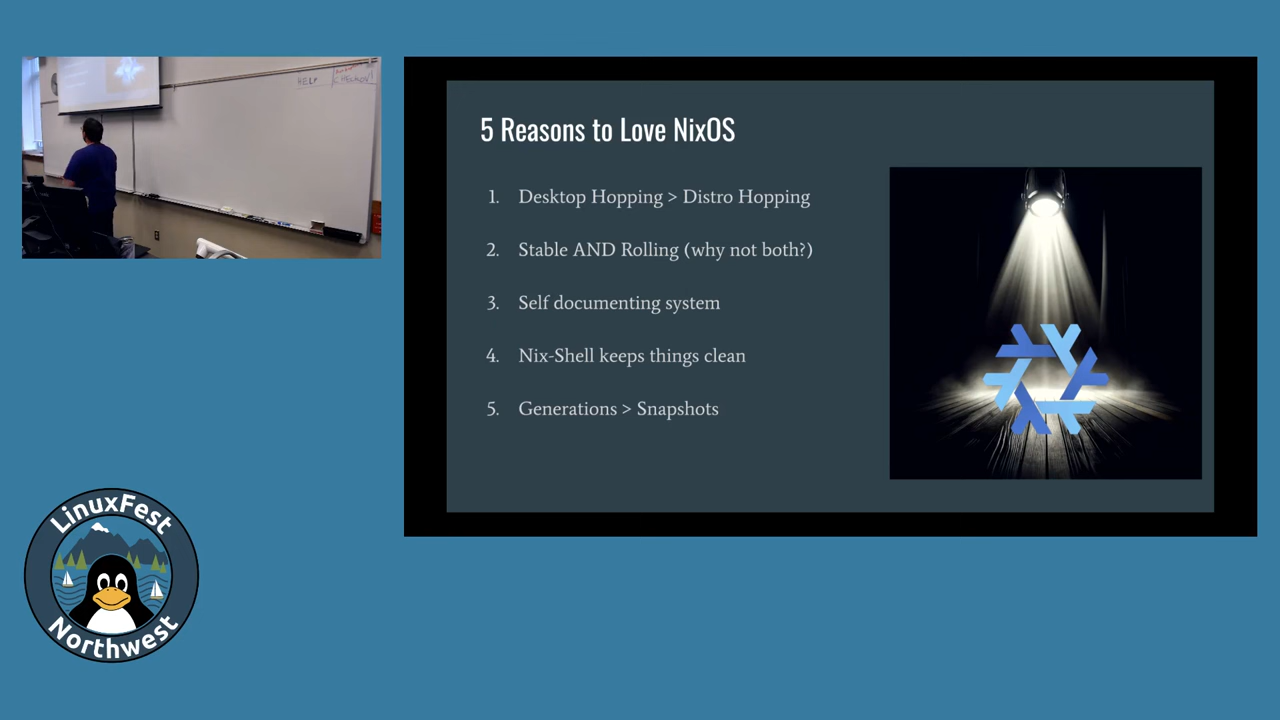 HELP
5 Reasons to Love NixOS
1. Desktop Hopping > Distro Hopping
2. Stable AND Rolling (why not both?)
3. Self documenting system
4. Nix-Shell keeps things clean
5. Generations > Snapshots
LinuxFest
Northwest